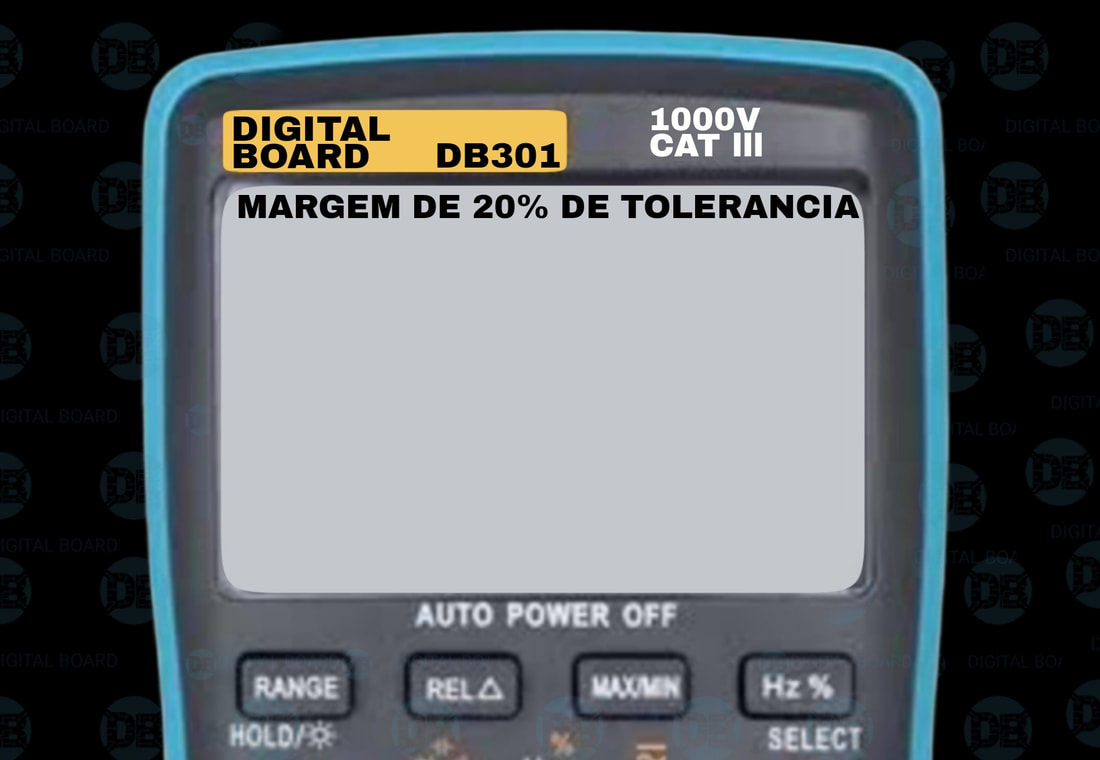 DIGITAL
BOARD DB301
1000V
CAT III
MARGEM DE 20% DE TOLERANCIA
AUTO POWER OFF
RANGE
REL△
MAX/MIN
Hz %
HOLD/☼
SELECT
%
DB
DIGITAL BOARD